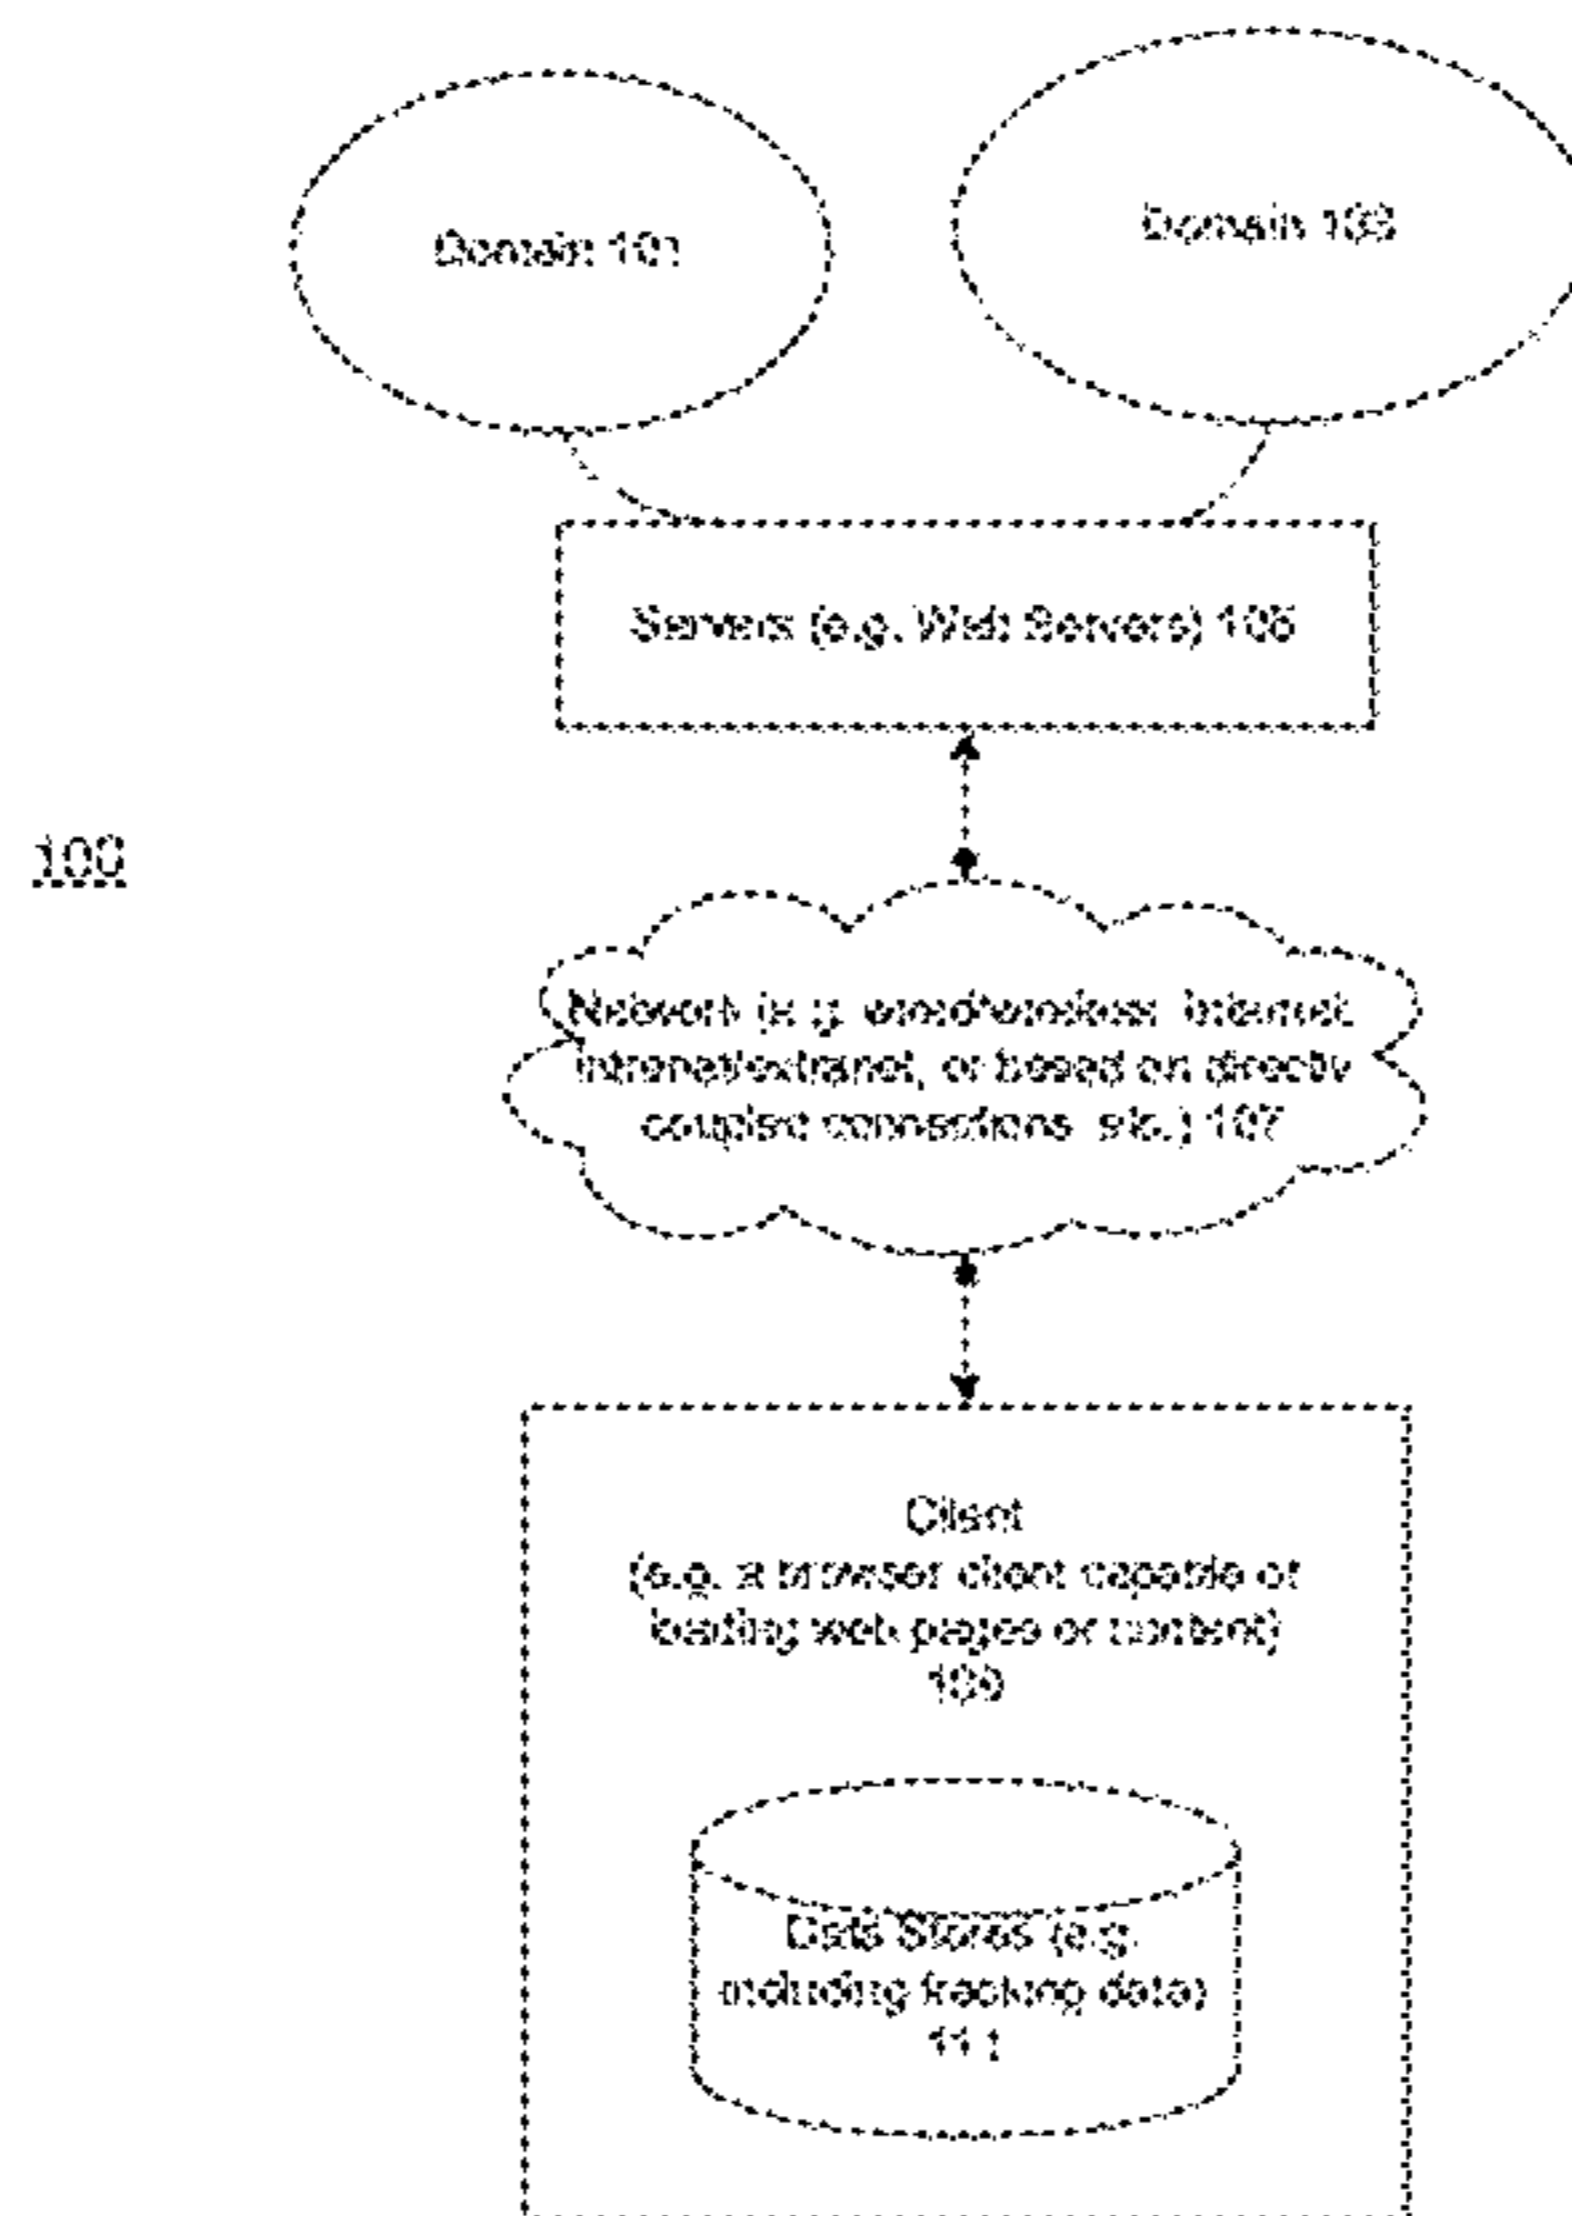 Domain 101
Domain 103
Servers (e.g. Web Servers) 105
100
Network (e.g. wired/wireless, internet,
intranet/extranet, or based on directly
coupled connections, etc.) 107
Client
(e.g. a browser client capable of
loading web pages or content)
109
Data Stores (e.g.
including tracking data)
111